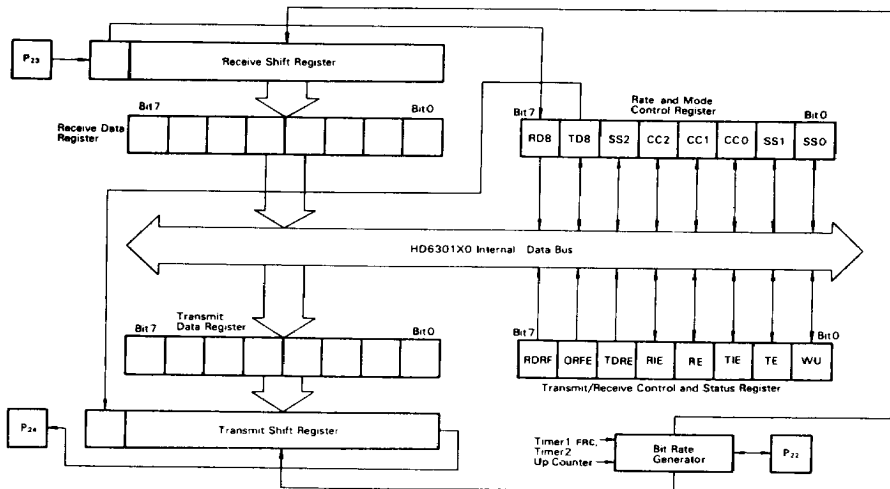 P23
Receive Shift Register
Bit 7
Bit 0
Receive Data
Register
Rate and Mode
Control Register
Bit 7
Bit 0
RD8 TD8 SS2 CC2 CC1 CC0 SS1 SS0
HD6301X0 Internal Data Bus
Transmit
Data Register
Bit 7
Bit 0
Bit 7
Bit 0
RDRF ORFE TDRE RIE RE TIE TE WU
Transmit/Receive Control and Status Register
P24
Transmit Shift Register
Timer1 FRC,
Timer2
Up Counter
Bit Rate
Generator
P22